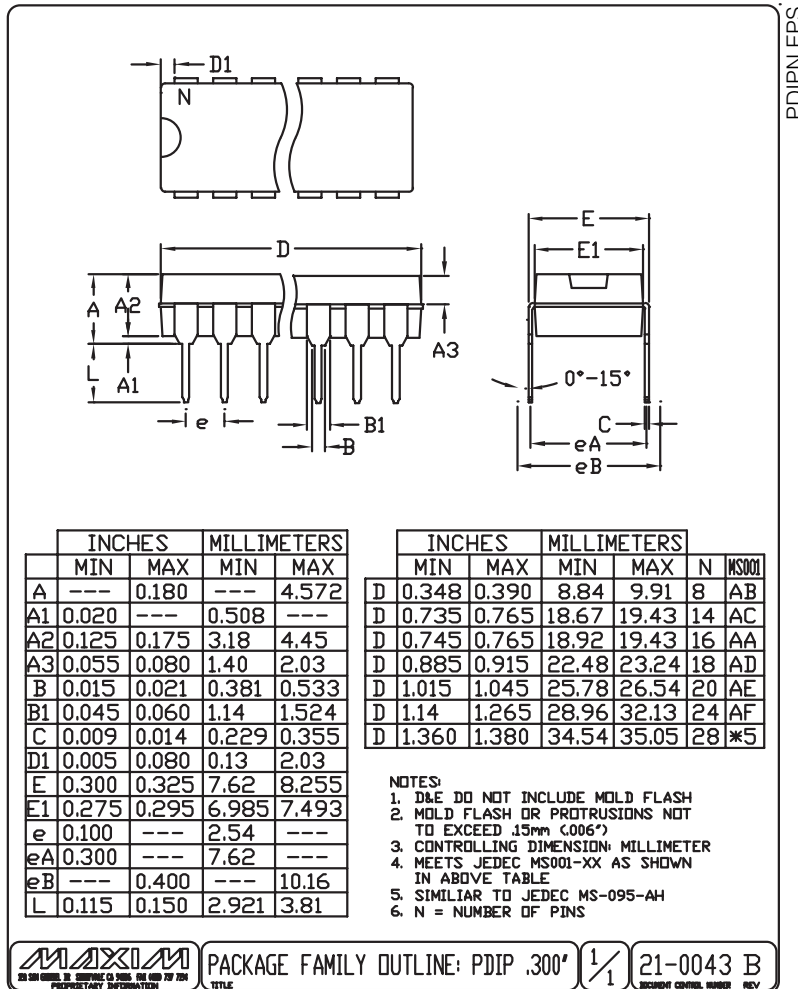 PDIPN.EPS
D1
N
D
E
E1
A
A2
A3
L
A1
0°-15°
e
B1
B
C
eA
eB
INCHES MILLIMETERS
MIN MAX MIN MAX
A --- 0.180 --- 4.572
A1 0.020 --- 0.508 ---
A2 0.125 0.175 3.18 4.45
A3 0.055 0.080 1.40 2.03
B 0.015 0.021 0.381 0.533
B1 0.045 0.060 1.14 1.524
C 0.009 0.014 0.229 0.355
D1 0.005 0.080 0.13 2.03
E 0.300 0.325 7.62 8.255
E1 0.275 0.295 6.985 7.493
e 0.100 --- 2.54 ---
eA 0.300 --- 7.62 ---
eB --- 0.400 --- 10.16
L 0.115 0.150 2.921 3.81
INCHES MILLIMETERS
MIN MAX MIN MAX N MS001
D 0.348 0.390 8.84 9.91 8 AB
D 0.735 0.765 18.67 19.43 14 AC
D 0.745 0.765 18.92 19.43 16 AA
D 0.885 0.915 22.48 23.24 18 AD
D 1.015 1.045 25.78 26.54 20 AE
D 1.14 1.265 28.96 32.13 24 AF
D 1.360 1.380 34.54 35.05 28 *5
NOTES:
1. D&E DO NOT INCLUDE MOLD FLASH
2. MOLD FLASH OR PROTRUSIONS NOT
TO EXCEED .15mm (.006")
3. CONTROLLING DIMENSION: MILLIMETER
4. MEETS JEDEC MS001-XX AS SHOWN
IN ABOVE TABLE
5. SIMILIAR TO JEDEC MS-095-AH
6. N = NUMBER OF PINS
MAXIM
PROPRIETARY INFORMATION
PACKAGE FAMILY OUTLINE: PDIP .300"
TITLE
1/1
21-0043 B
DOCUMENT CONTROL NUMBER REV